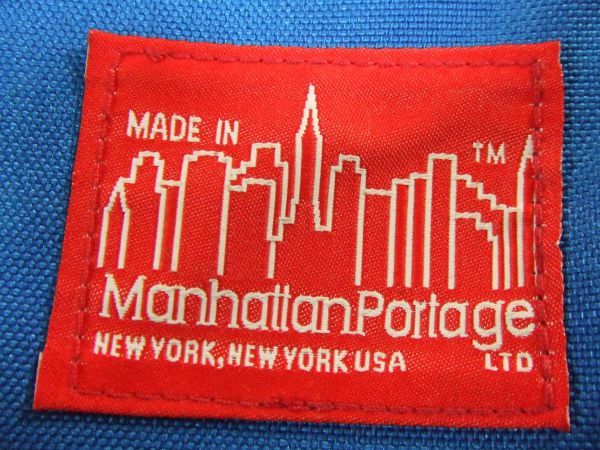 MADE IN
TM
ManhattanPortage
NEW YORK, NEW YORK USA LTD